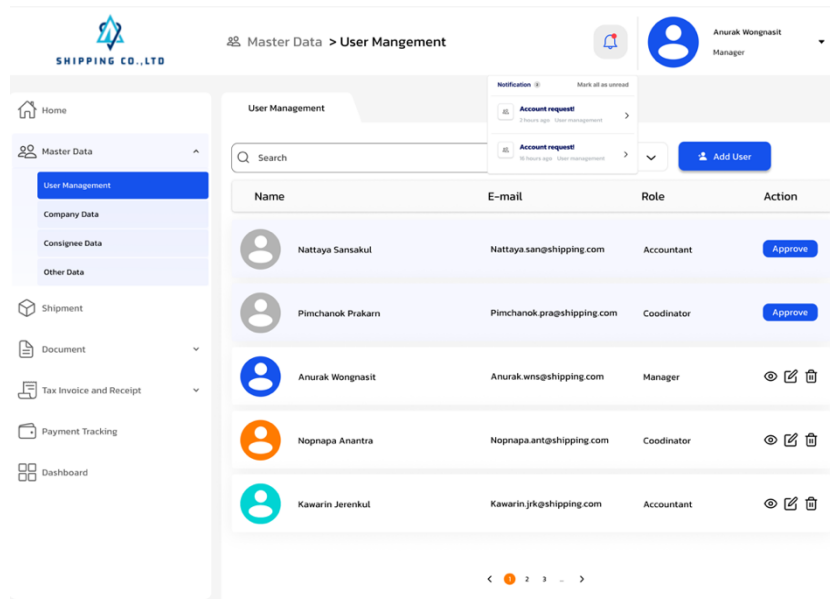 SHIPPING CO.,LTD
Master Data > User Mangement
Anurak Wongnasit
Manager
Notification
Mark all as unread
Account request!
2 hours ago User management
Account request!
16 hours ago User management
Home
Master Data
User Management
Company Data
Consignee Data
Other Data
Shipment
Document
Tax Invoice and Receipt
Payment Tracking
Dashboard
User Management
Search
Add User
Name E-mail Role Action
Nattaya Sansakul Nattaya.san@shipping.com Accountant Approve
Pimchanok Prakarn Pimchanok.pra@shipping.com Coodinator Approve
Anurak Wongnasit Anurak.wns@shipping.com Manager
Nopnapa Anantra Nopnapa.ant@shipping.com Coodinator
Kawarin Jerenkul Kawarin.jrk@shipping.com Accountant
< 1 2 3 ... >